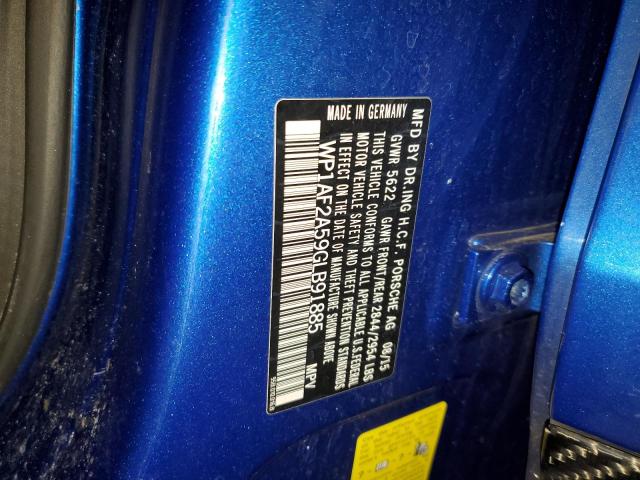 MFD BY DR.ING H.C.F. PORSCHE AG 08/15
GVWR 5622 GAWR FRONT/REAR 2844/2954 LBS
THIS VEHICLE CONFORMS TO ALL APPLICABLE U.S.FEDERAL
MOTOR VEHICLE SAFETY AND THEFT PREVENTION STANDARDS
IN EFFECT ON THE DATE OF MANUFACTURE SHOWN ABOVE
WP1AF2A59GLB91885 MPV
MADE IN GERMANY